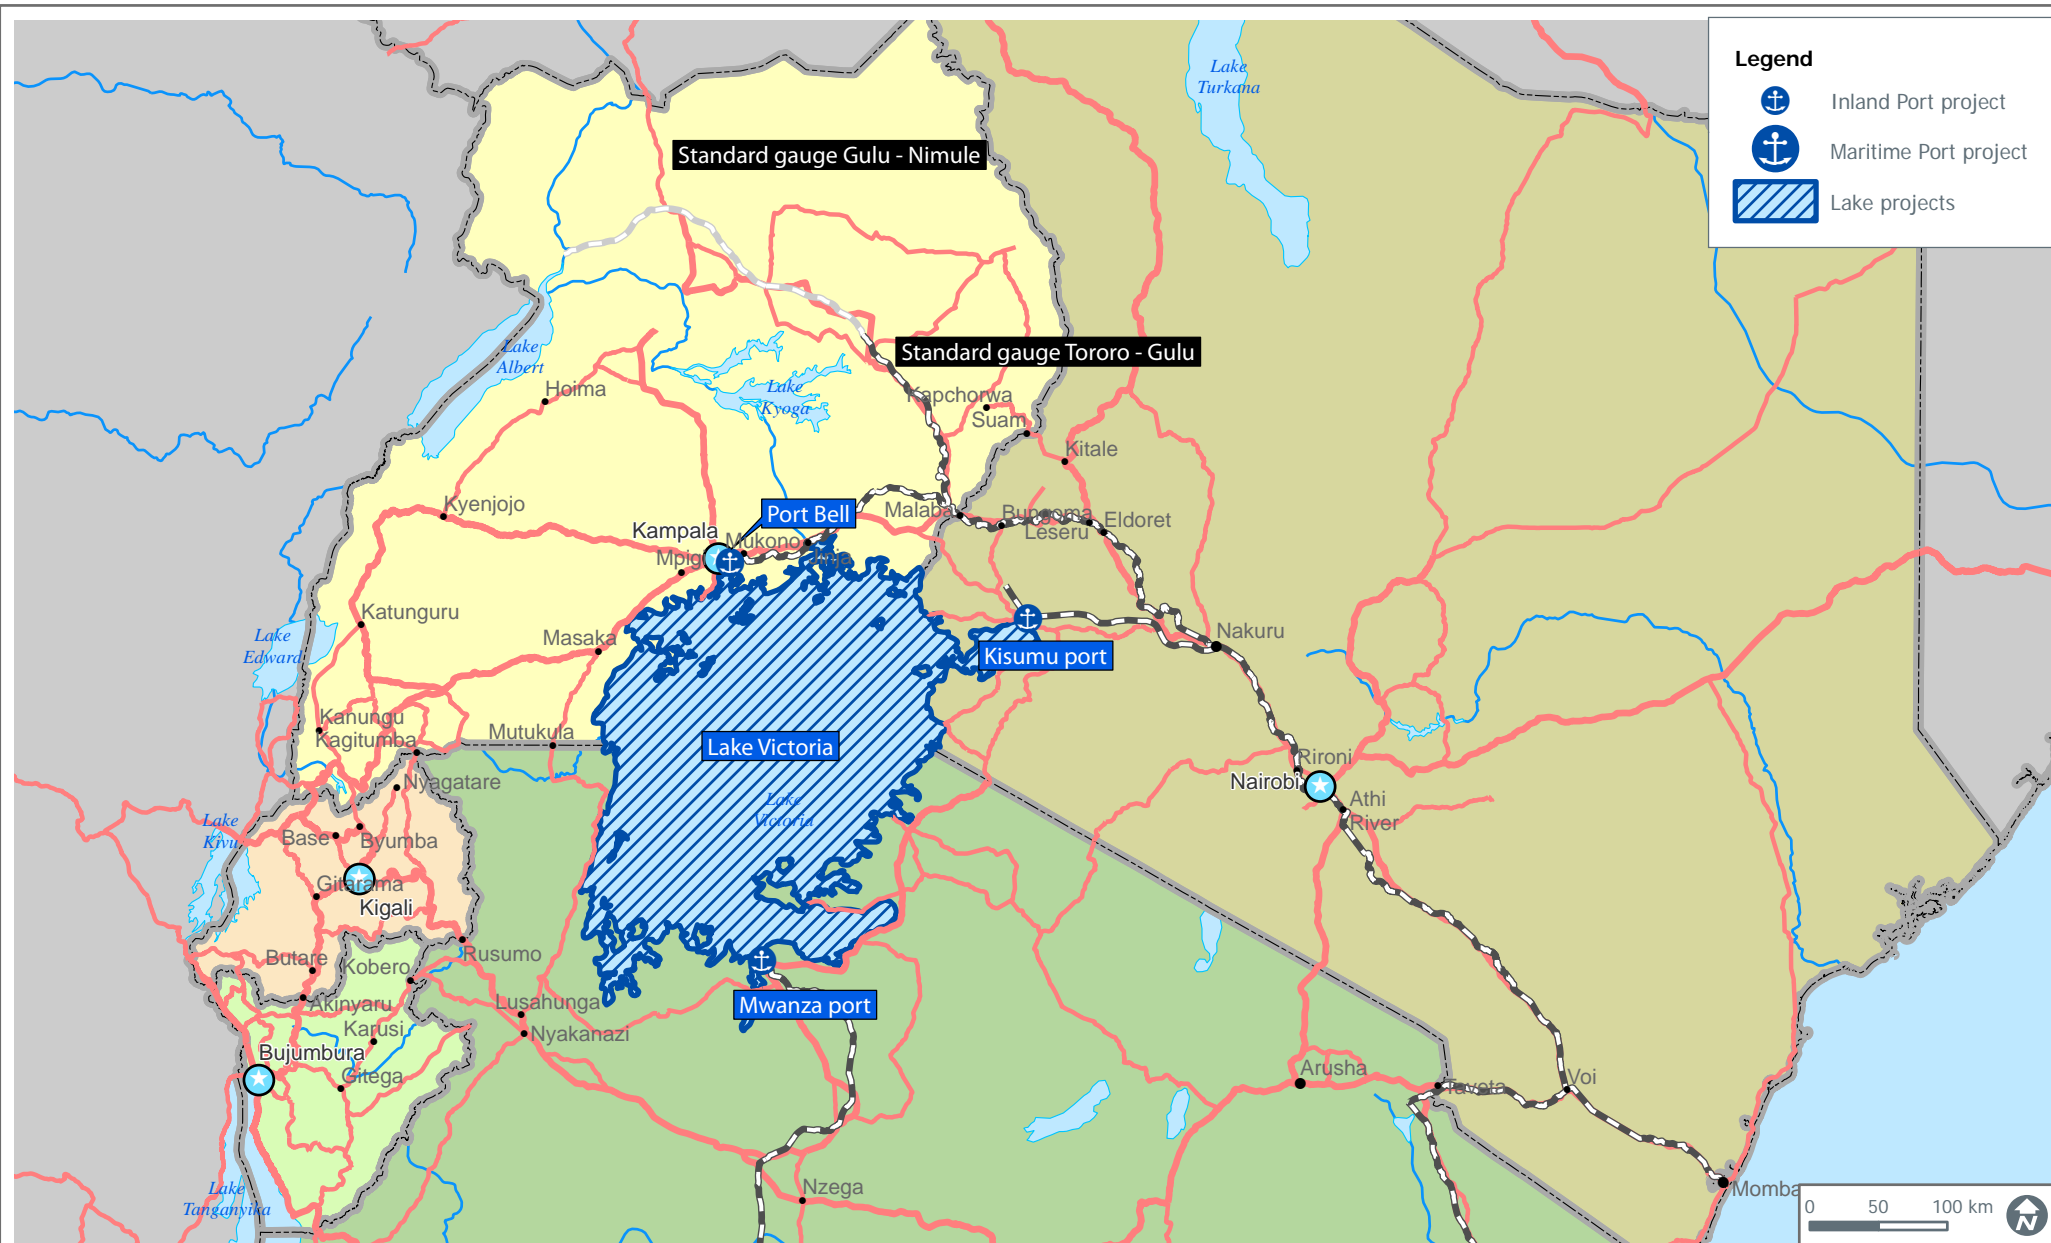 Legend
Inland Port project
Maritime Port project
Lake projects
Lake
Turkana
Standard gauge Gulu - Nimule
Standard gauge Tororo - Gulu
Lake
Albert
Hoima
Lake
Kyoga
Kapchorwa
Suam
Kitale
Kyenjojo
Port Bell
Kampala
Mukono
Jinja
Mpigi
Malaba
Bungoma
Leseru
Eldoret
Katunguru
Lake
Edward
Masaka
Kisumu port
Nakuru
Kanungu
Kagitumba
Mutukula
Lake Victoria
Nyagatare
Rironi
Nairobi
Athi
River
Lake
Victoria
Lake
Kivu
Base
Byumba
Gitarama
Kigali
Butare
Kobero
Rusumo
Akinyaru
Karusi
Lusahunga
Nyakanazi
Mwanza port
Bujumbura
Gitega
Arusha
Taveta
Voi
Nzega
Lake
Tanganyika
Momba
0 50 100 km
N